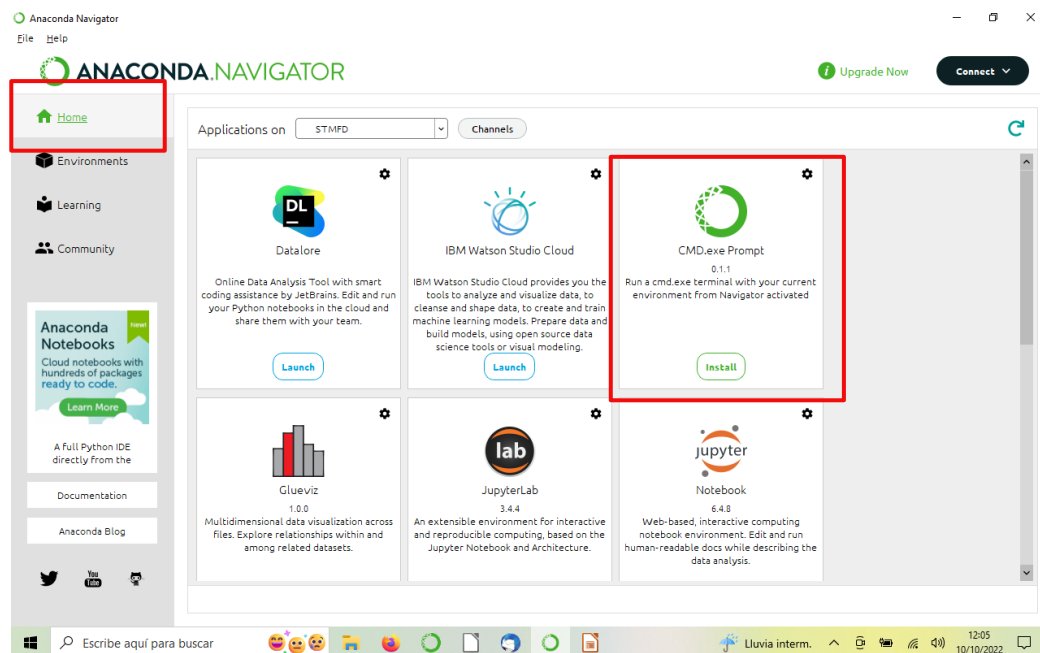 Anaconda Navigator
File Help
ANACONDA.NAVIGATOR
i Upgrade Now
Connect
Home
Environments
Learning
Community
Applications on STMFD
Channels
DL
Datalore
Online Data Analysis Tool with smart
coding assistance by JetBrains. Edit and run
your Python notebooks in the cloud and
share them with your team.
Launch
IBM Watson Studio Cloud
IBM Watson Studio Cloud provides you the
tools to analyze and visualize data, to
cleanse and shape data, to create and train
machine learning models. Prepare data and
build models, using open source data
science tools or visual modeling.
Launch
CMD.exe Prompt
0.1.1
Run a cmd.exe terminal with your current
environment from Navigator activated
Install
Glueviz
1.0.0
Multidimensional data visualization across
files. Explore relationships within and
among related datasets.
lab
JupyterLab
3.4.4
An extensible environment for interactive
and reproducible computing, based on the
Jupyter Notebook and Architecture.
jupyter
Notebook
6.4.8
Web-based, interactive computing
notebook environment. Edit and run
human-readable docs while describing the
data analysis.
Anaconda
Notebooks
New!
Cloud notebooks with
hundreds of packages
ready to code.
Learn More
A full Python IDE
directly from the
Documentation
Anaconda Blog
You
Tube
Escribe aquí para buscar
Lluvia interm.
12:05
10/10/2022